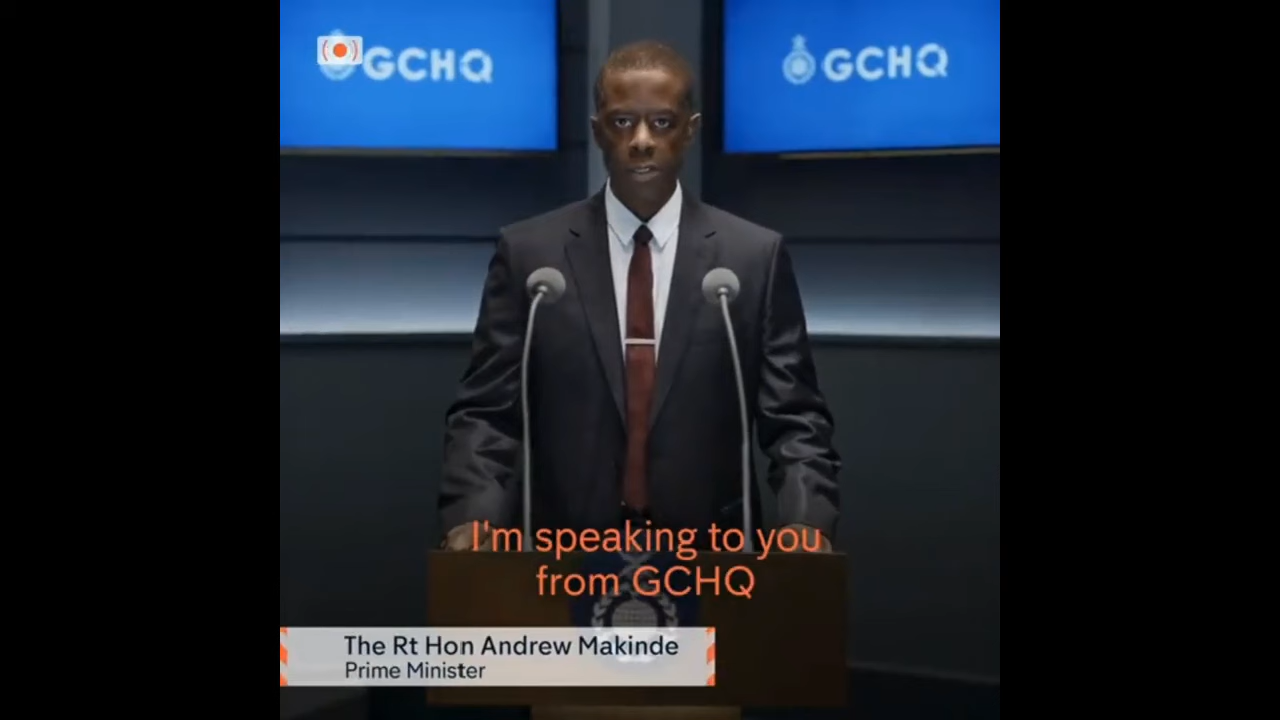 GCHQ
GCHQ
I'm speaking to you
from GCHQ
The Rt Hon Andrew Makinde
Prime Minister